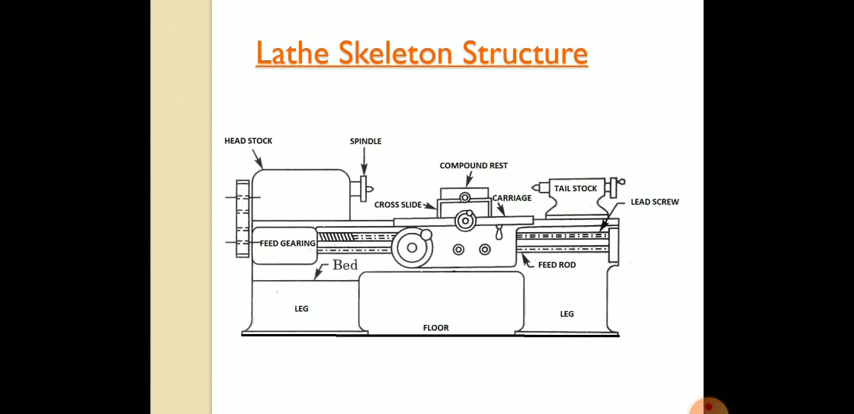 Lathe Skeleton Structure
HEAD STOCK
SPINDLE
COMPOUND REST
TAIL STOCK
CROSS SLIDE
CARRIAGE
LEAD SCREW
FEED GEARING
Bed
FEED ROD
LEG
LEG
FLOOR